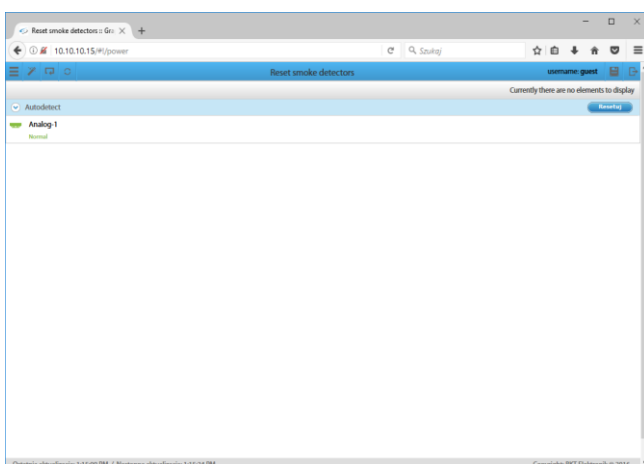 Reset smoke detectors :: Gra
10.10.10.15/#!/power
Szukaj
Reset smoke detectors
username: guest
Currently there are no elements to display
Autodetect
Resetuj
Analog-1
Normal